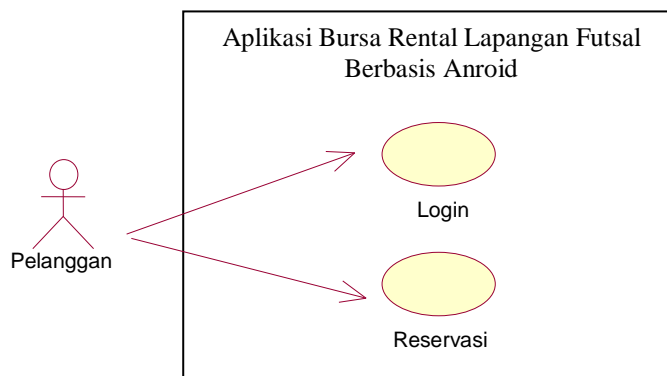 Aplikasi Bursa Rental Lapangan Futsal
Berbasis Anroid
Login
Pelanggan
Reservasi